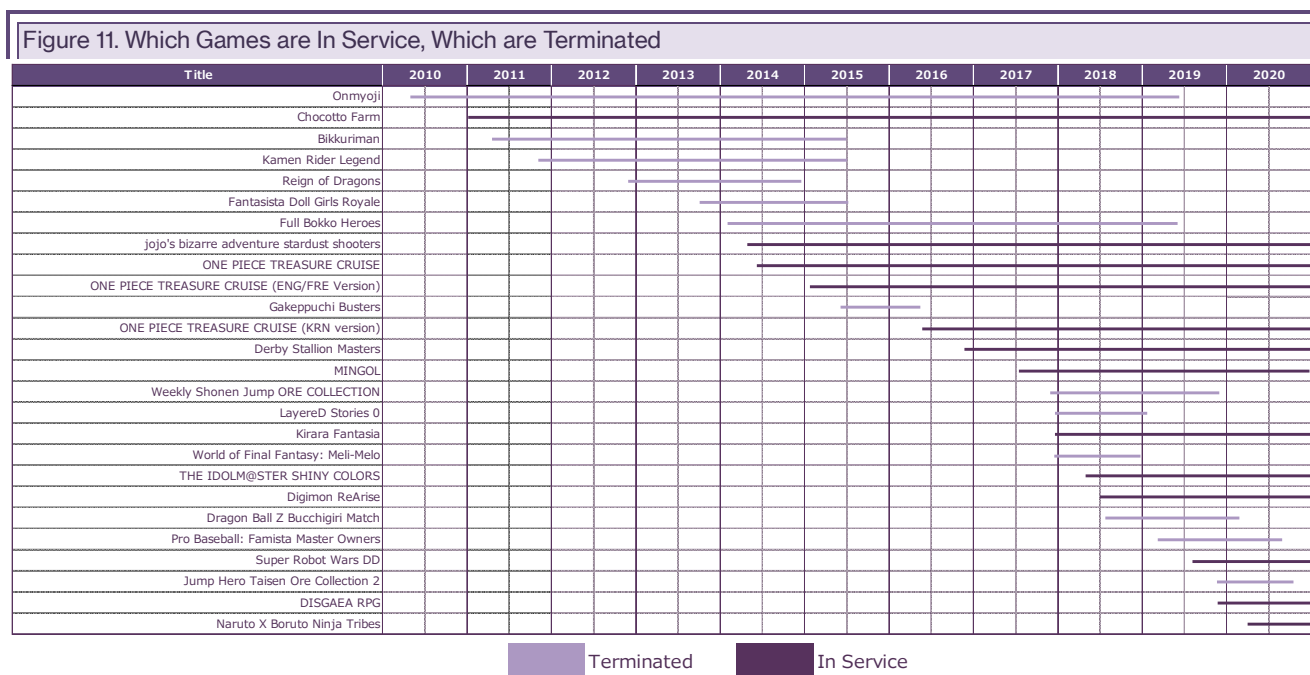 Figure 11. Which Games are In Service, Which are Terminated
Title 2010 2011 2012 2013 2014 2015 2016 2017 2018 2019 2020
Onmyoji
Chocotto Farm
Bikkuriman
Kamen Rider Legend
Reign of Dragons
Fantasista Doll Girls Royale
Full Bokko Heroes
jojo's bizarre adventure stardust shooters
ONE PIECE TREASURE CRUISE
ONE PIECE TREASURE CRUISE (ENG/FRE Version)
Gakeppuchi Busters
ONE PIECE TREASURE CRUISE (KRN version)
Derby Stallion Masters
MINGOL
Weekly Shonen Jump ORE COLLECTION
LayereD Stories 0
Kirara Fantasia
World of Final Fantasy: Meli-Melo
THE IDOLM@STER SHINY COLORS
Digimon ReArise
Dragon Ball Z Bucchigiri Match
Pro Baseball: Famista Master Owners
Super Robot Wars DD
Jump Hero Taisen Ore Collection 2
DISGAEA RPG
Naruto X Boruto Ninja Tribes
Terminated In Service